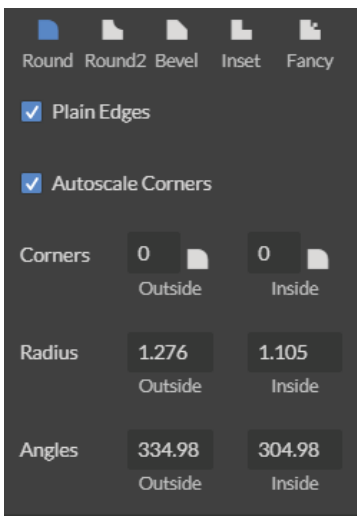 Round Round2 Bevel Inset Fancy
Plain Edges
Autoscale Corners
Corners 0 0
Outside Inside
Radius 1.276 1.105
Outside Inside
Angles 334.98 304.98
Outside Inside